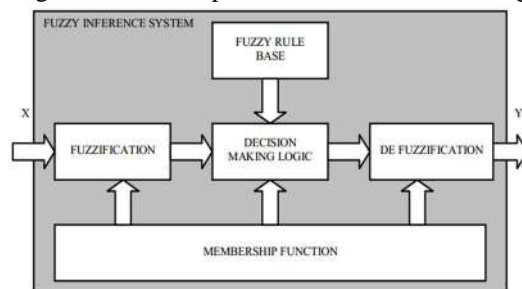 FUZZY INFERENCE SYSTEM
FUZZY RULE
BASE
X
Y
FUZZIFICATION
DECISION
MAKING LOGIC
DE FUZZIFICATION
MEMBERSHIP FUNCTION